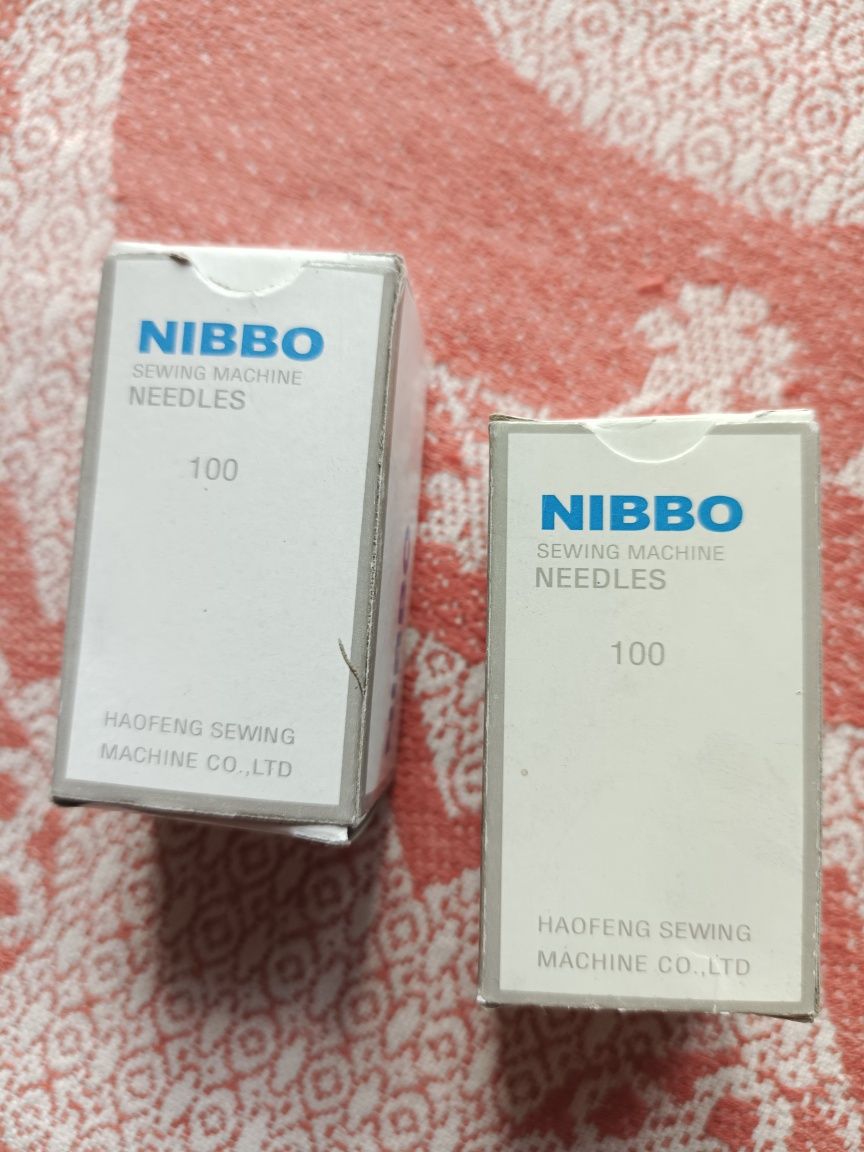 NIBBO
SEWING MACHINE
NEEDLES
100
HAOFENG SEWING
MACHINE CO.,LTD
NIBBO
SEWING MACHINE
NEEDLES
100
HAOFENG SEWING
MACHINE CO.,LTD